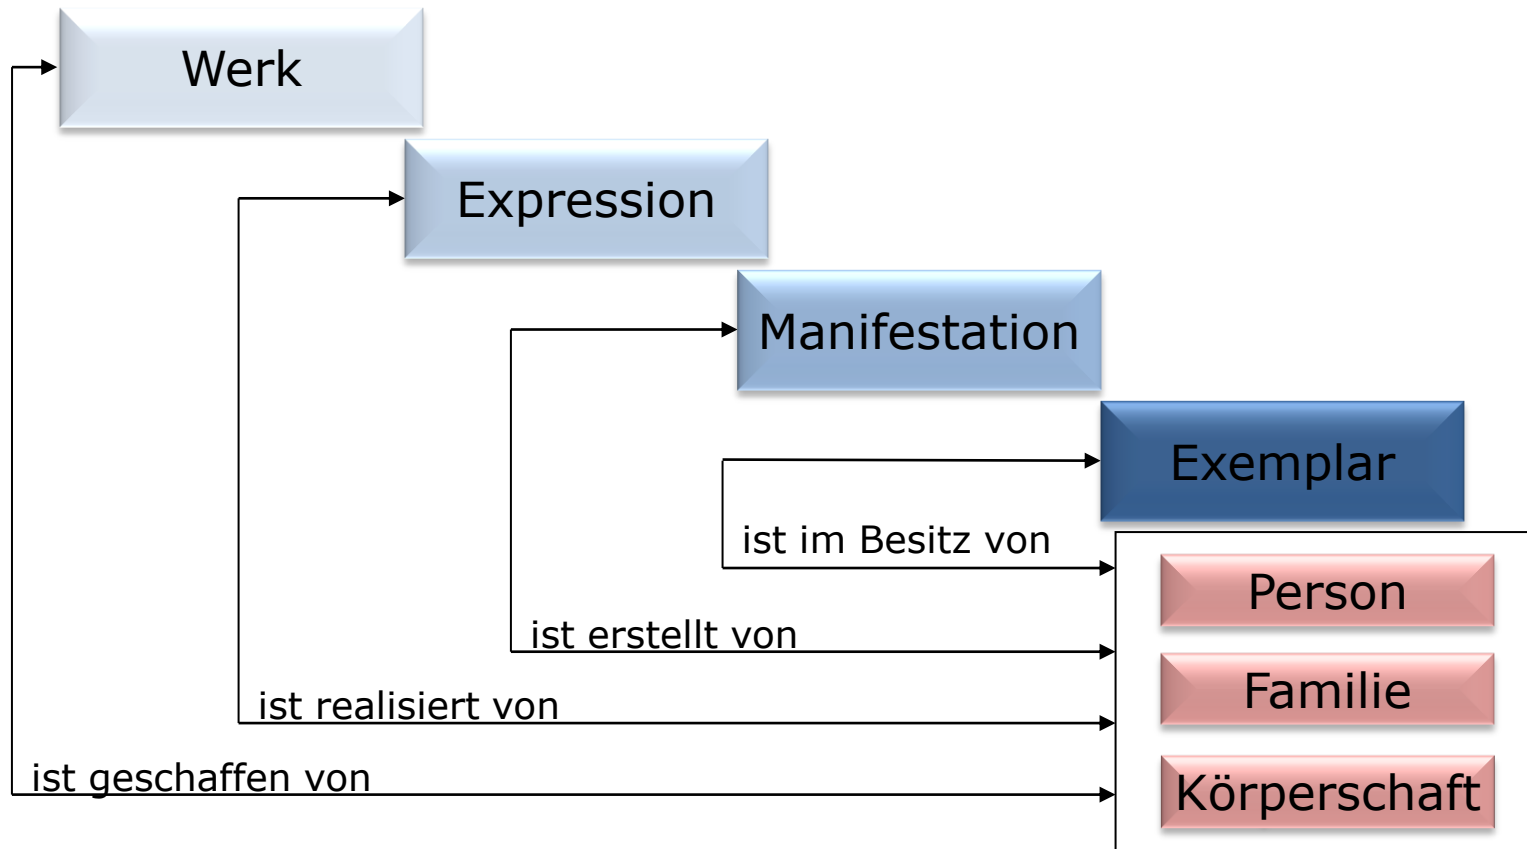 Werk
Expression
Manifestation
Exemplar
ist im Besitz von
Person
ist erstellt von
Familie
ist realisiert von
ist geschaffen von
Körperschaft